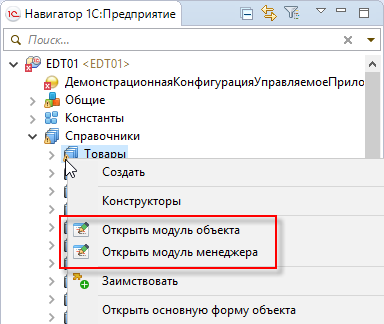 Навигатор 1С:Предприятие
Поиск...
EDT01 <EDT01>
ДемонстрационнаяКонфигурацияУправляемоеПрило
Общие
Константы
Справочники
Товары
Создать
Конструкторы
Открыть модуль объекта
Открыть модуль менеджера
Заимствовать
Открыть основную форму объекта